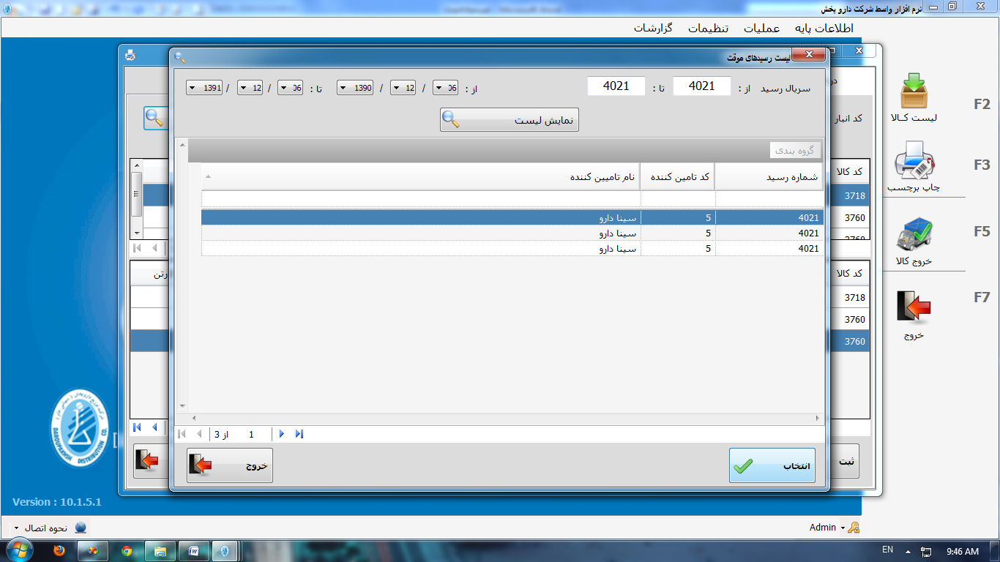 نرم افزار واسط شرکت دارو پخش
اطلاعات پایه عملیات تنظیمات گزارشات
لیست رسیدهای موقت
سریال رسید از : 4021 تا : 4021 از : 06 / 12 / 1390 تا : 06 / 12 / 1391
نمایش لیست
گروه بندی
شماره رسید کد تامین کننده نام تامیین کننده
4021 5 سینا دارو
4021 5 سینا دارو
4021 5 سینا دارو
1 از 3
انتخاب
خروج
کد انبار
کد کالا
3718
3760
3760
کد کالا
رتن
3718
3760
3760
ثبت
F2
لیست کـالا
F3
چاپ برچسب
F5
خروج کالا
F7
خروج
DAROUPAKHSH DISTRIBUTION CO.
Version : 10.1.5.1
نحوه اتصال
Admin
EN
9:46 AM